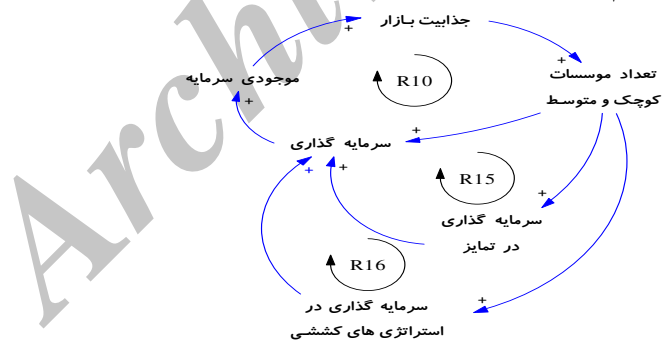 جذابیت بازار
موجودی سرمایه
R10
تعداد موسسات
کوچک و متوسط
سرمایه گذاری
R15
سرمایه گذاری
در تمایز
R16
سرمایه گذاری در
استراتژی های کششی
+
+
+
+
+
+
+
+
Archi